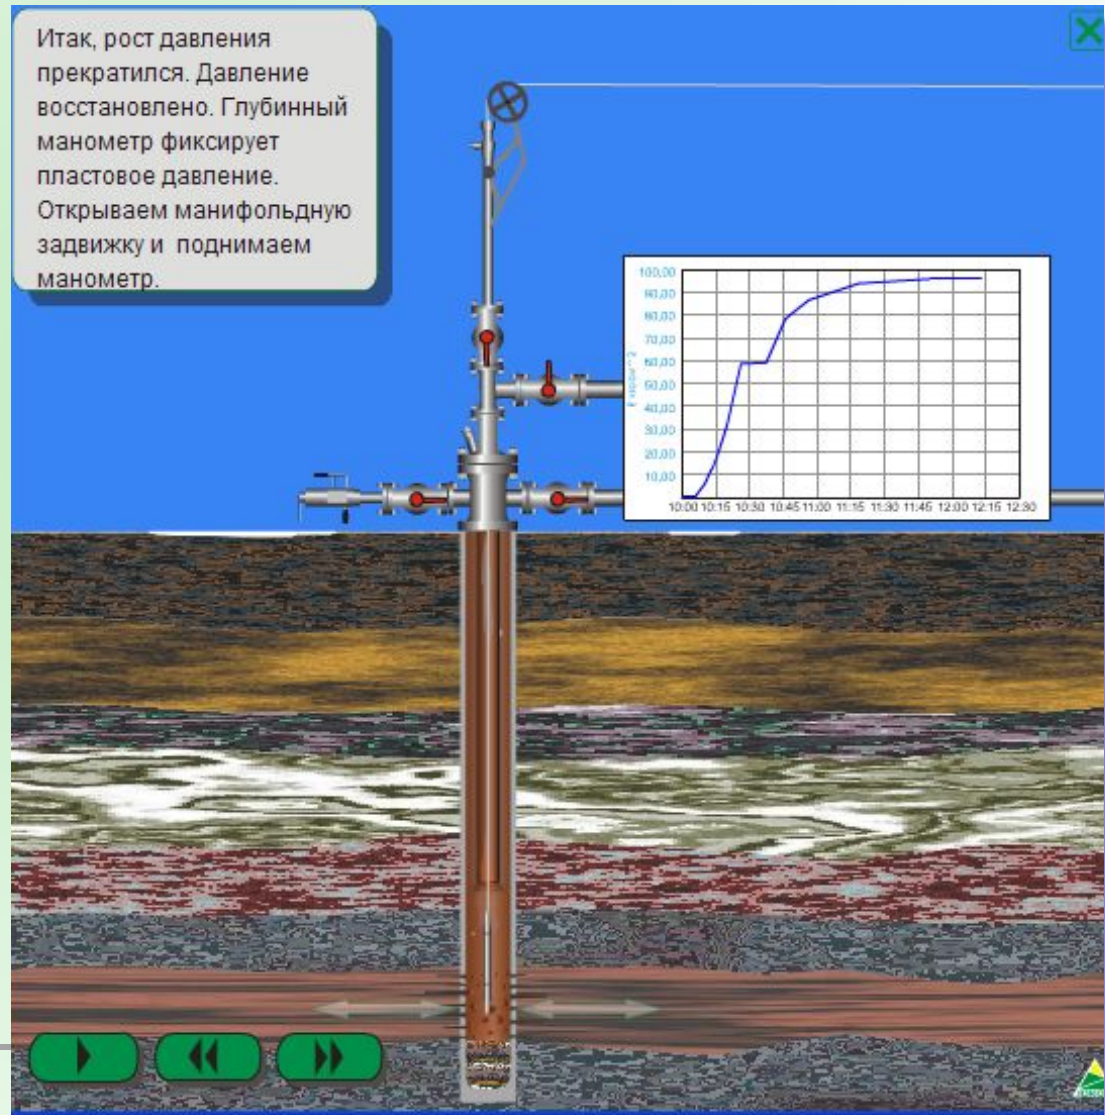 Итак, рост давления
прекратился. Давление
восстановлено. Глубинный
манометр фиксирует
пластовое давление.
Открываем манифольдную
задвижку и поднимаем
манометр.
100,00
90,00
80,00
70,00
60,00
50,00
40,00
30,00
20,00
10,00
10:00 10:15 10:30 10:45 11:00 11:15 11:30 11:45 12:00 12:15 12:30